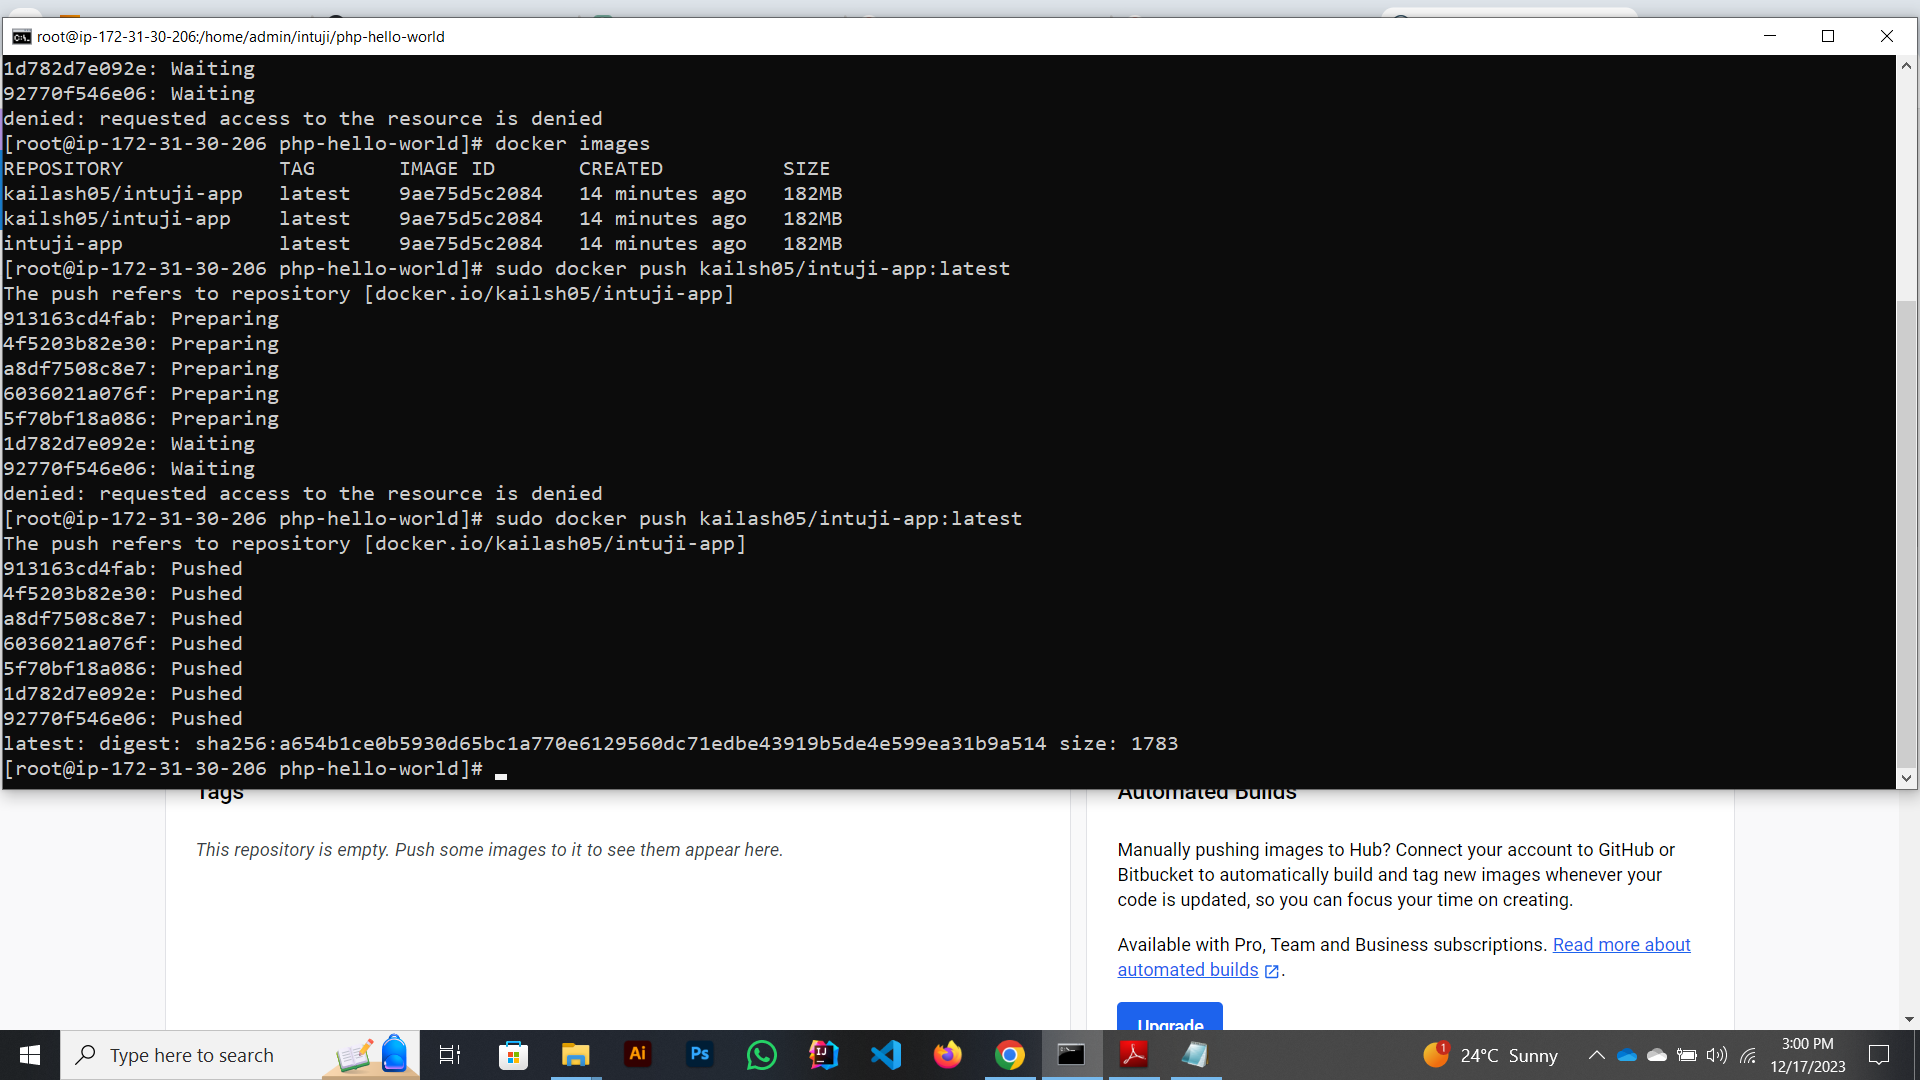 root@ip-172-31-30-206:/home/admin/intuji/php-hello-world
1d782d7e092e: Waiting
92770f546e06: Waiting
denied: requested access to the resource is denied
[root@ip-172-31-30-206 php-hello-world]# docker images
REPOSITORY TAG IMAGE ID CREATED SIZE
kailash05/intuji-app latest 9ae75d5c2084 14 minutes ago 182MB
kailsh05/intuji-app latest 9ae75d5c2084 14 minutes ago 182MB
intuji-app latest 9ae75d5c2084 14 minutes ago 182MB
[root@ip-172-31-30-206 php-hello-world]# sudo docker push kailsh05/intuji-app:latest
The push refers to repository [docker.io/kailsh05/intuji-app]
913163cd4fab: Preparing
4f5203b82e30: Preparing
a8df7508c8e7: Preparing
6036021a076f: Preparing
5f70bf18a086: Preparing
1d782d7e092e: Waiting
92770f546e06: Waiting
denied: requested access to the resource is denied
[root@ip-172-31-30-206 php-hello-world]# sudo docker push kailash05/intuji-app:latest
The push refers to repository [docker.io/kailash05/intuji-app]
913163cd4fab: Pushed
4f5203b82e30: Pushed
a8df7508c8e7: Pushed
6036021a076f: Pushed
5f70bf18a086: Pushed
1d782d7e092e: Pushed
92770f546e06: Pushed
latest: digest: sha256:a654b1ce0b5930d65bc1a770e6129560dc71edbe43919b5de4e599ea31b9a514 size: 1783
[root@ip-172-31-30-206 php-hello-world]#
Tags
This repository is empty. Push some images to it to see them appear here.
Automated Builds
Manually pushing images to Hub? Connect your account to GitHub or
Bitbucket to automatically build and tag new images whenever your
code is updated, so you can focus your time on creating.
Available with Pro, Team and Business subscriptions. Read more about
automated builds.
Upgrade
Type here to search
Ai
Ps
IJ
1
24°C Sunny
3:00 PM
12/17/2023